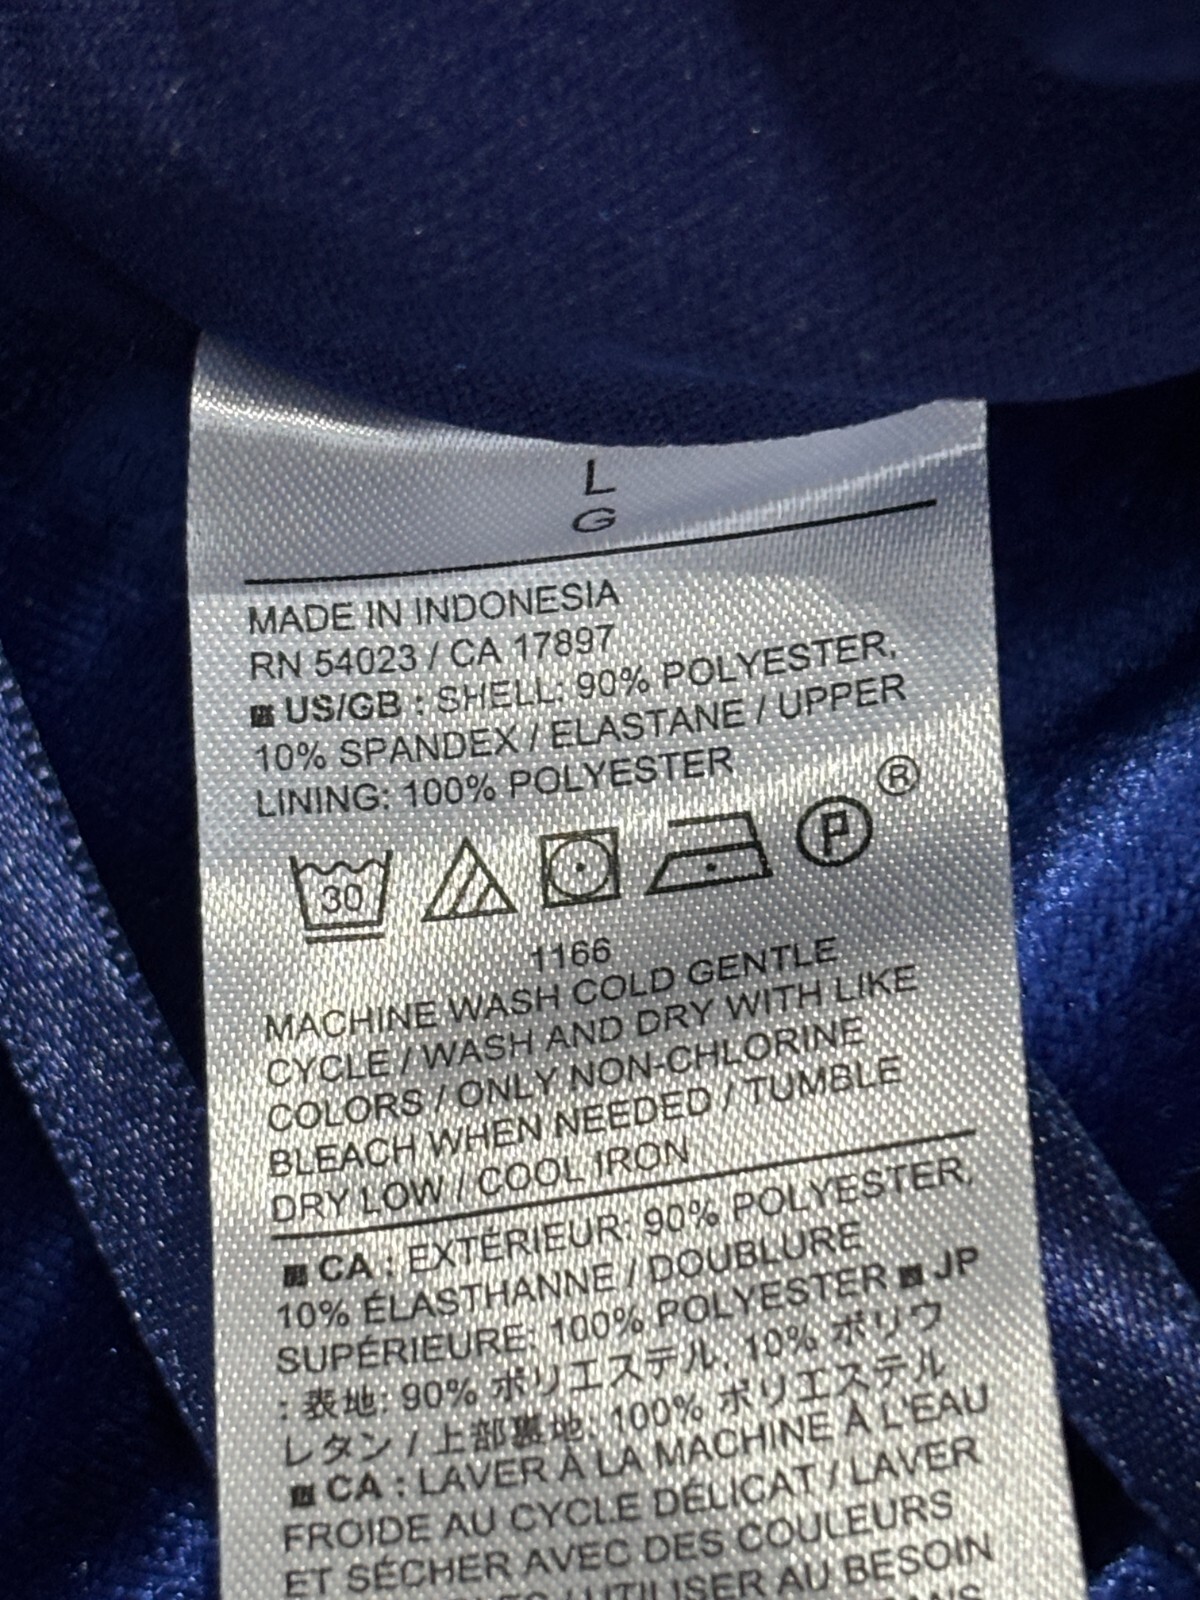 L
G
MADE IN INDONESIA
RN 54023 / CA 17897
US/GB : SHELL: 90% POLYESTER,
10% SPANDEX / ELASTANE / UPPER
LINING: 100% POLYESTER
®
30
P
1166
MACHINE WASH COLD GENTLE
CYCLE / WASH AND DRY WITH LIKE
COLORS / ONLY NON-CHLORINE
BLEACH WHEN NEEDED / TUMBLE
DRY LOW / COOL IRON
CA : EXTÉRIEUR: 90% POLYESTER,
10% ÉLASTHANNE / DOUBLURE
SUPÉRIEURE: 100% POLYESTER ■ JP
: 表地: 90% ポリエステル, 10% ポリウ
レタン / 上部裏地: 100% ポリエステル
CA : LAVER À LA MACHINE À L'EAU
FROIDE AU CYCLE DÉLICAT / LAVER
ET SÉCHER AVEC DES COULEURS
/ UTILISER AU BESOIN